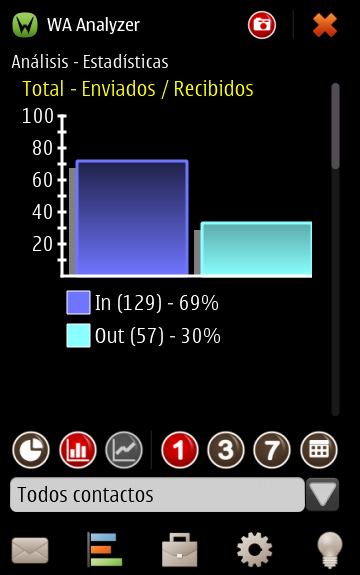 WA Analyzer
Análisis - Estadísticas
Total - Enviados / Recibidos
100
80
60
40
20
In (129) - 69%
Out (57) - 30%
1 3 7
Todos contactos